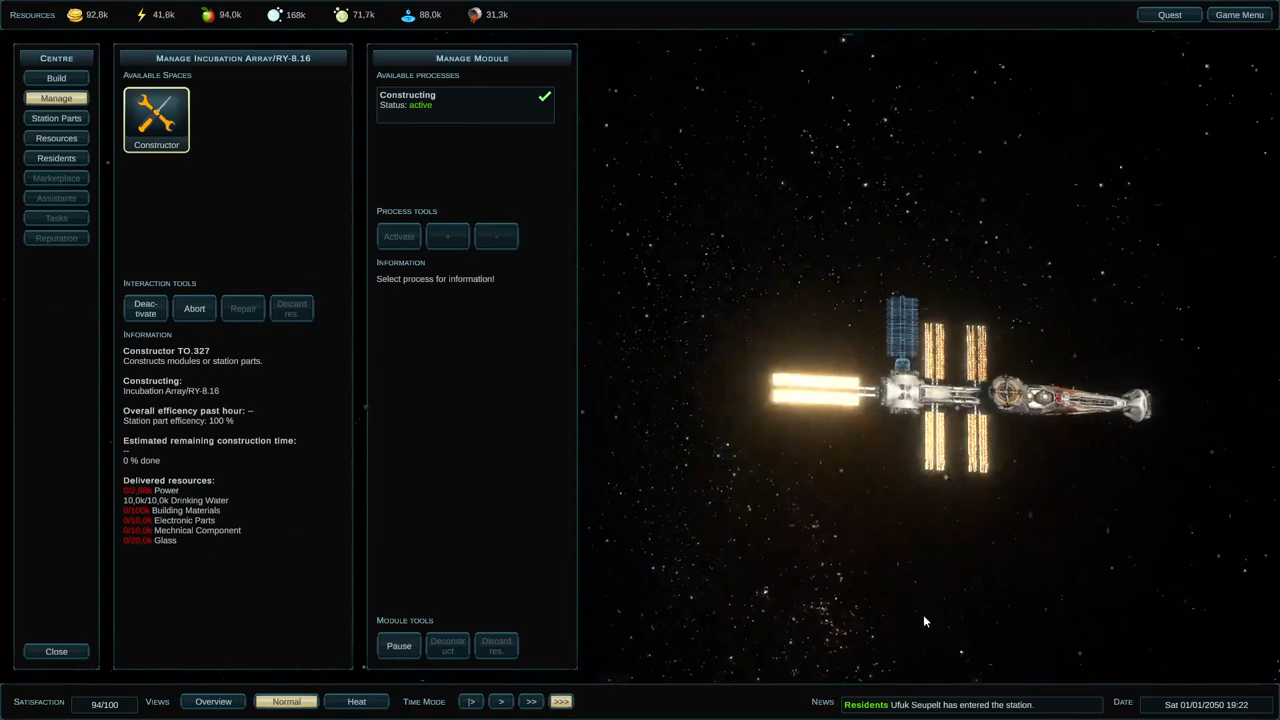 RESOURCES 92,8k 41,8k 94,0k 168k 71,7k 88,0k 31,3k Quest Game Menu
CENTRE
Build
Manage
Station Parts
Resources
Residents
Marketplace
Assistants
Tasks
Reputation
Close
MANAGE INCUBATION ARRAY/RY-8.16
AVAILABLE SPACES
Constructor
INTERACTION TOOLS
Deac-
tivate
Abort
Repair
Discard
res.
INFORMATION
Constructor TO.327
Constructs modules or station parts.
Constructing:
Incubation Array/RY-8.16
Overall efficency past hour: --
Station part efficency: 100 %
Estimated remaining construction time:
--
0 % done
Delivered resources:
0/2,88k Power
10,0k/10,0k Drinking Water
0/100k Building Materials
0/10,0k Electronic Parts
0/10,0k Mechnical Component
0/20,0k Glass
MANAGE MODULE
AVAILABLE PROCESSES
Constructing
Status: active
PROCESS TOOLS
Activate + -
INFORMATION
Select process for information!
MODULE TOOLS
Pause
Deconstr
uct
Discard
res.
SATISFACTION 94/100 VIEWS Overview Normal Heat TIME MODE |> > >> >>> NEWS Residents Ufuk Seupelt has entered the station. DATE Sat 01/01/2050 19:22